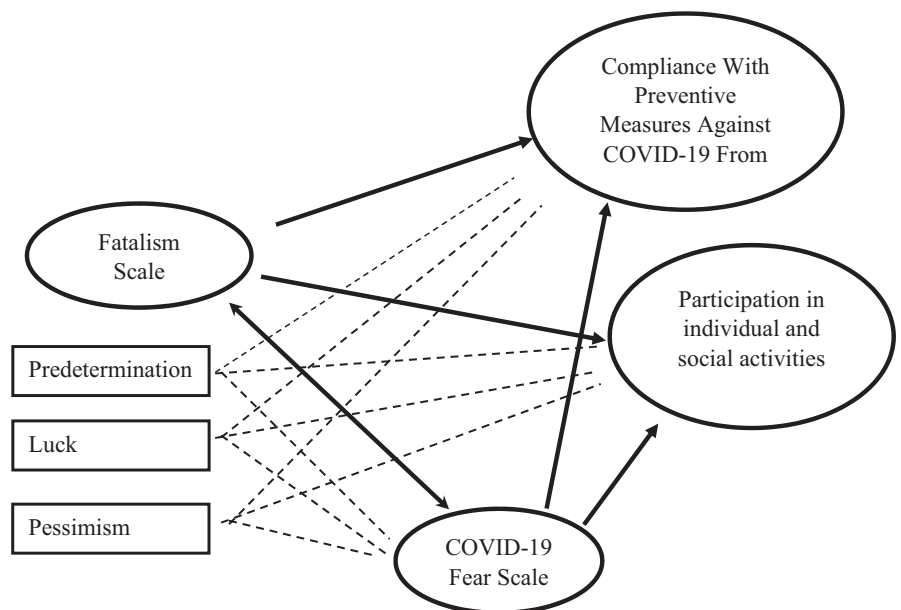 Compliance With
Preventive
Measures Against
COVID-19 From
Fatalism
Scale
Participation in
individual and
social activities
Predetermination
Luck
Pessimism
COVID-19
Fear Scale